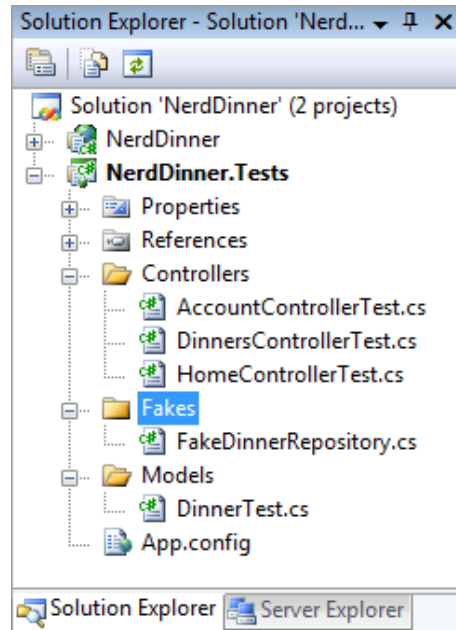 Solution Explorer - Solution 'Nerd...
Solution 'NerdDinner' (2 projects)
NerdDinner
NerdDinner.Tests
Properties
References
Controllers
AccountControllerTest.cs
DinnersControllerTest.cs
HomeControllerTest.cs
Fakes
FakeDinnerRepository.cs
Models
DinnerTest.cs
App.config
Solution Explorer Server Explorer